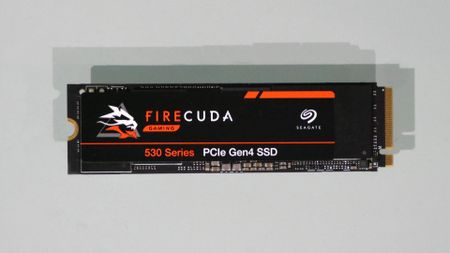 FIRECUDA
GAMING
SEAGATE
530 Series PCIe Gen4 SSD